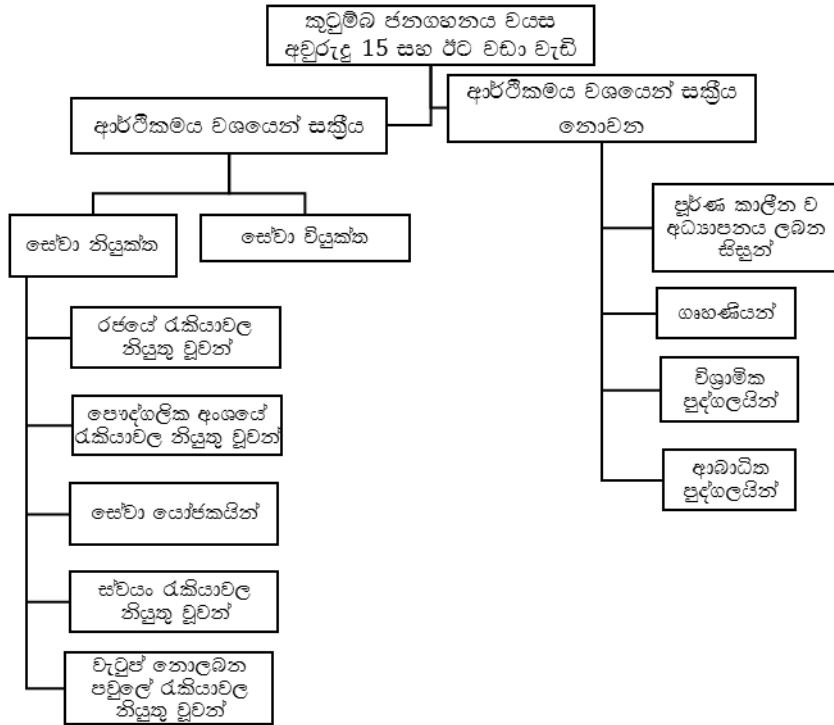 කුටුම්බ ජනගහනය වයස
අවුරුදු 15 සහ ඊට වඩා වැඩි
ආර්ථිකමය වශයෙන් සක්‍රීය
ආර්ථිකමය වශයෙන් සක්‍රීය
නොවන
සේවා නියුක්ත
සේවා වියුක්ත
රජයේ රැකියාවල
නියුතු වූවන්
පෞද්ගලික අංශයේ
රැකියාවල නියුතු වූවන්
සේවා යෝජකයින්
ස්වයං රැකියාවල
නියුතු වූවන්
වැටුප් නොලබන
පවුලේ රැකියාවල
නියුතු වූවන්
පූර්ණ කාලීන ව
අධ්‍යාපනය ලබන
සිසුන්
ගෘහණියන්
විශ්‍රාමික
පුද්ගලයින්
ආබාධිත
පුද්ගලයින්